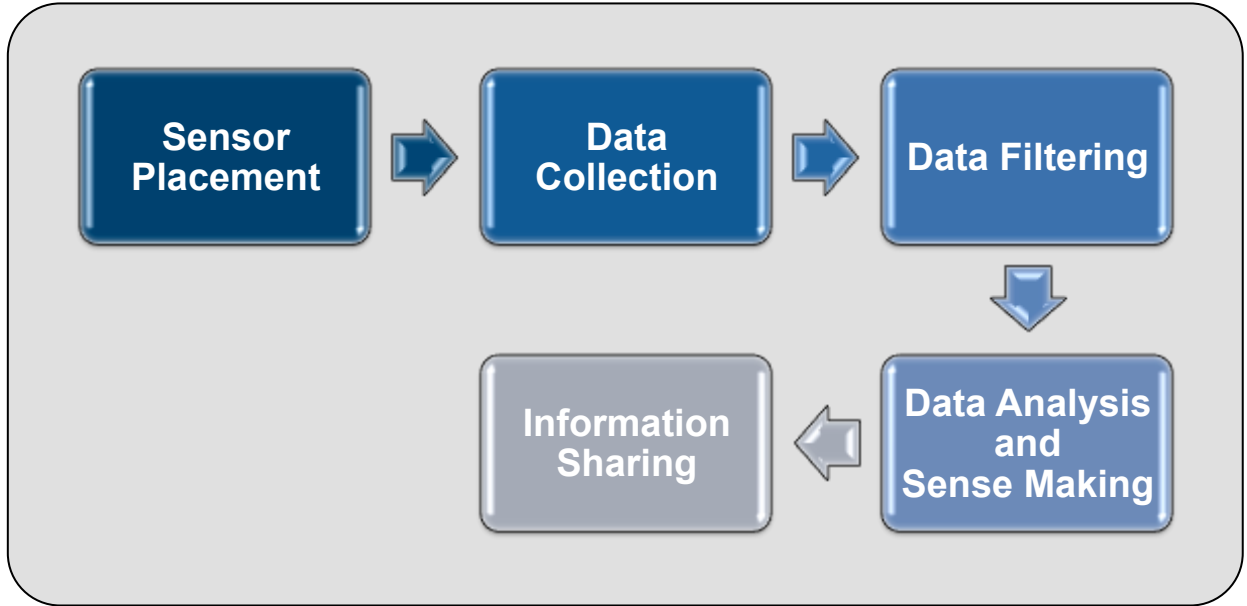 Sensor
Placement
Data
Collection
Data Filtering
Data Analysis
and
Sense Making
Information
Sharing